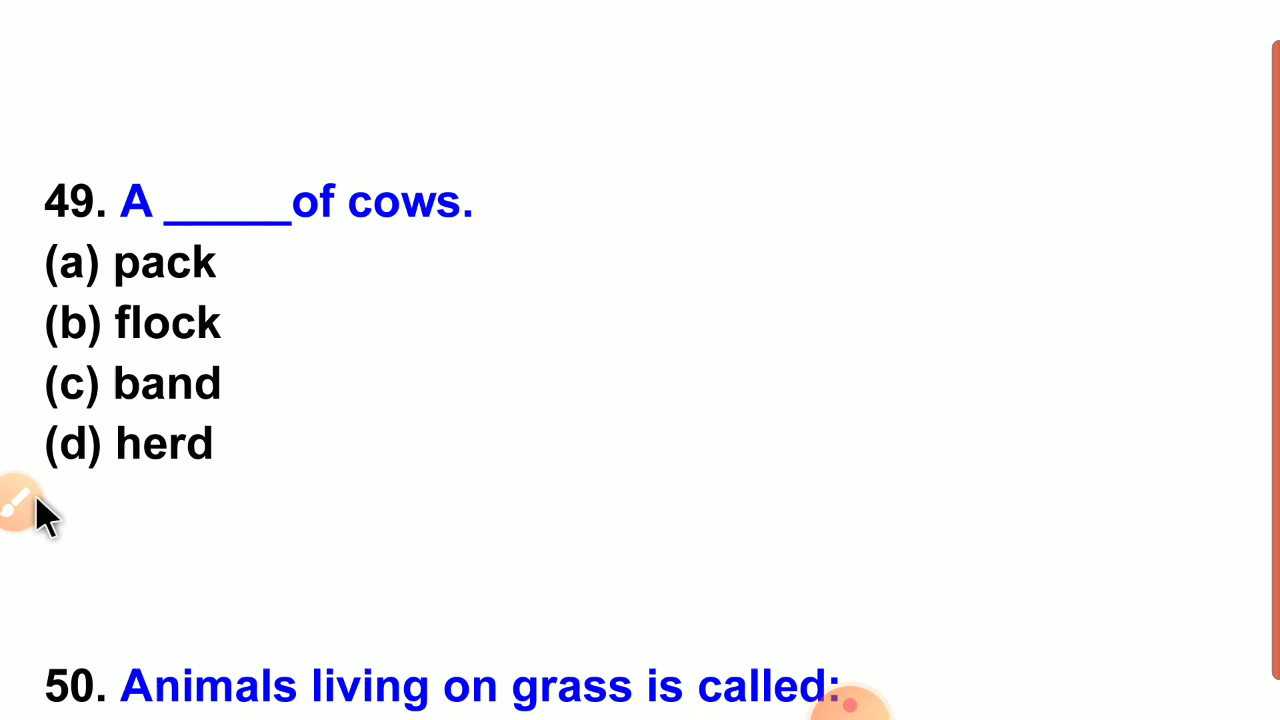 49. A _____of cows.
(a) pack
(b) flock
(c) band
(d) herd
50. Animals living on grass is called: